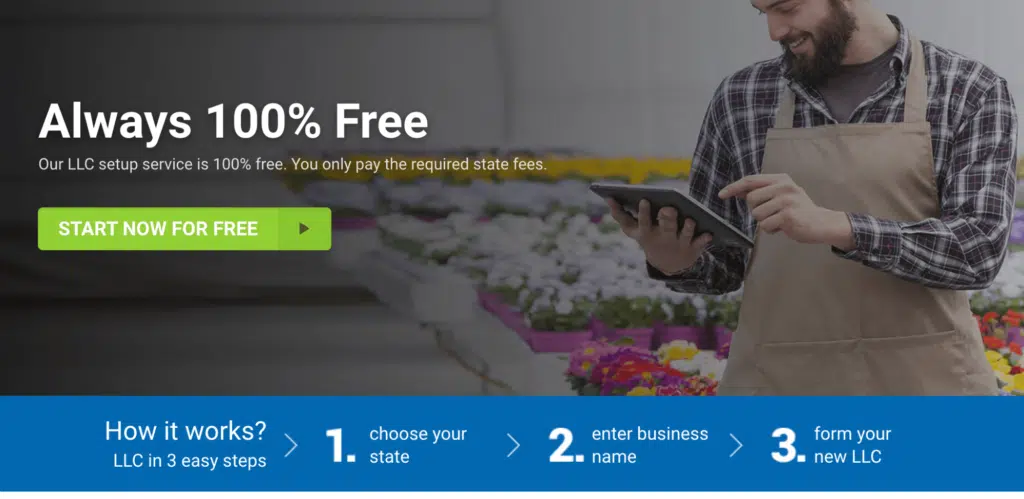 Always 100% Free
Our LLC setup service is 100% free. You only pay the required state fees.
START NOW FOR FREE
How it works?
LLC in 3 easy steps
1. choose your
state
2. enter business
name
3. form your
new LLC